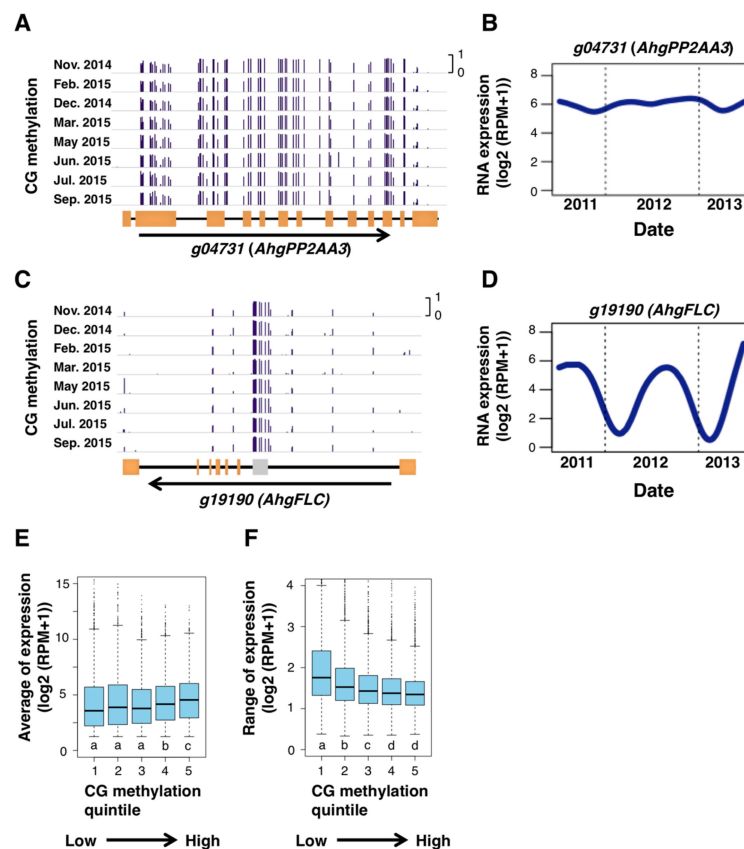 A
CG methylation
Nov. 2014
Feb. 2015
Dec. 2014
Mar. 2015
May 2015
Jun. 2015
Jul. 2015
Sep. 2015
1
0
g04731 (AhgPP2AA3)
B
g04731 (AhgPP2AA3)
RNA expression
(log2 (RPM+1))
8
6
4
2
0
2011 2012 2013
Date
C
CG methylation
Nov. 2014
Dec. 2014
Feb. 2015
Mar. 2015
May 2015
Jun. 2015
Jul. 2015
Sep. 2015
1
0
g19190 (AhgFLC)
D
g19190 (AhgFLC)
RNA expression
(log2 (RPM+1))
8
6
4
2
0
2011 2012 2013
Date
E
Average of expression
(log2 (RPM+1))
15
10
5
0
a a a b c
1 2 3 4 5
CG methylation
quintile
Low High
F
Range of expression
(log2 (RPM+1))
4
3
2
1
0
a b c d d
1 2 3 4 5
CG methylation
quintile
Low High